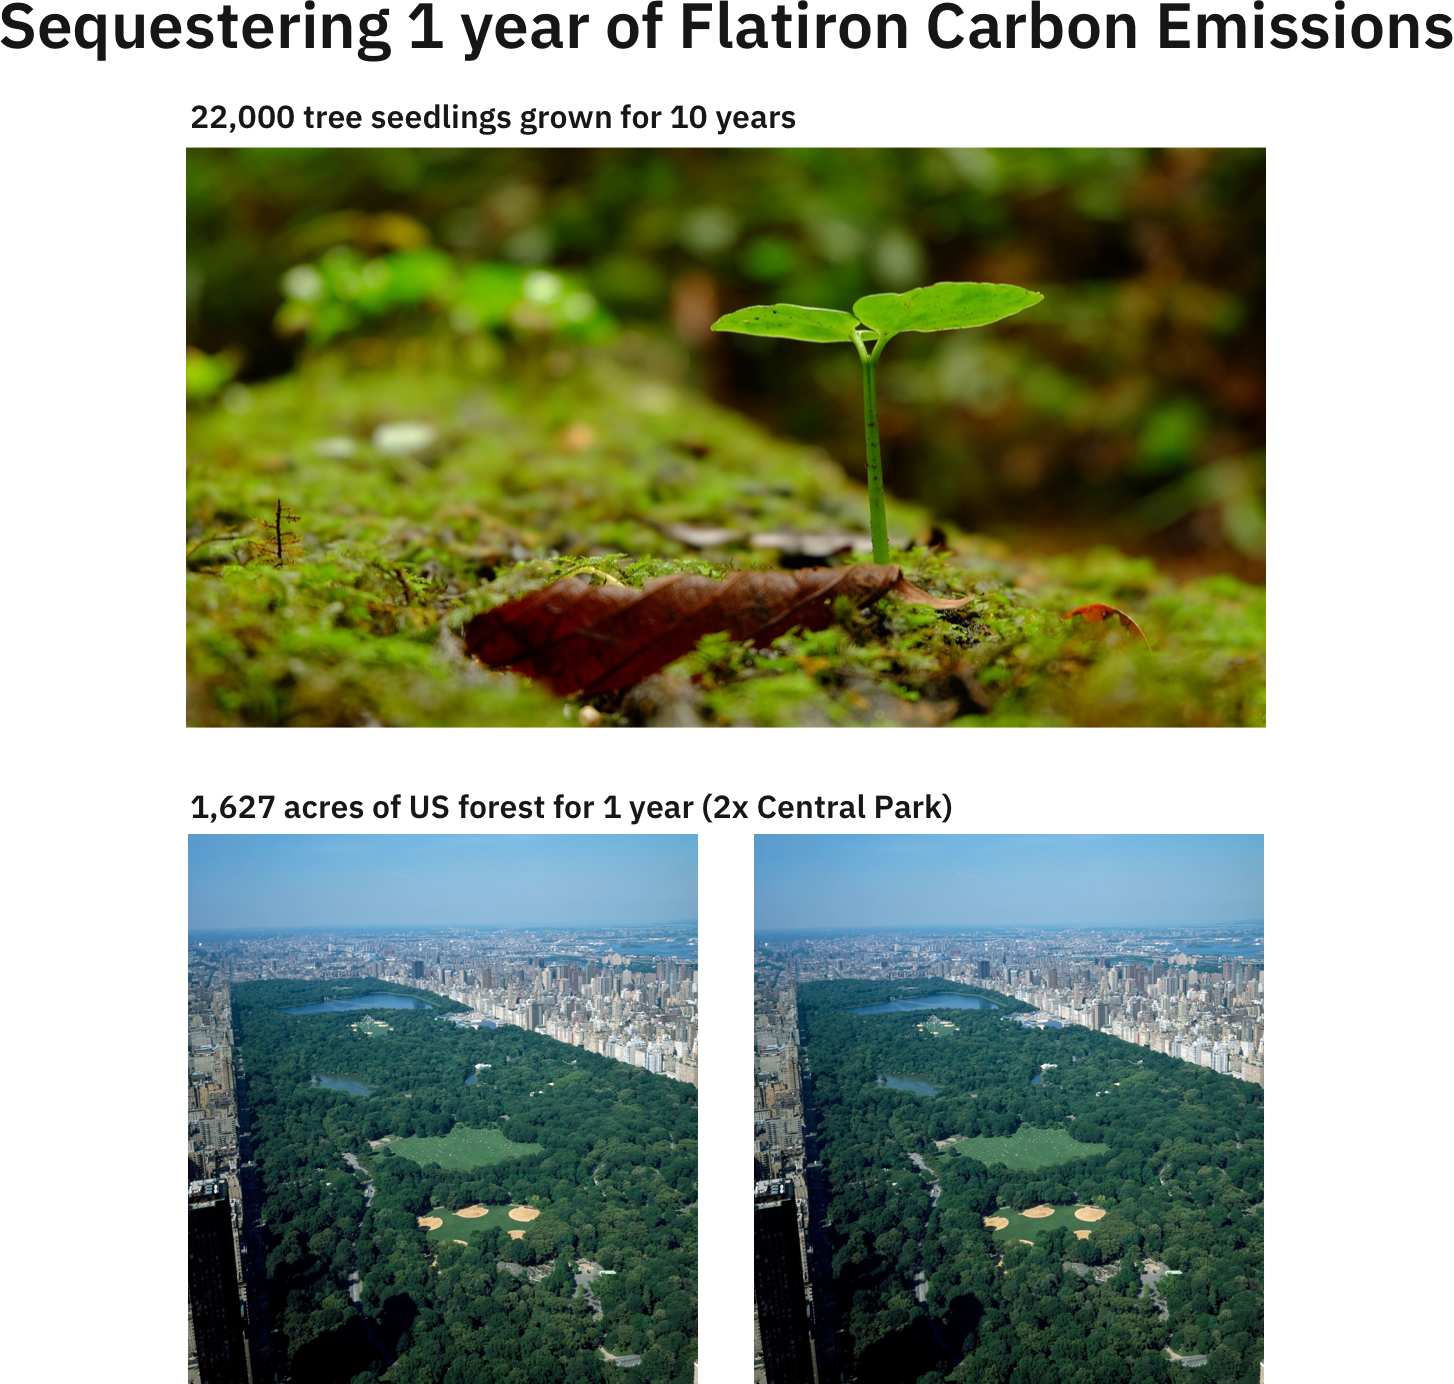 Sequestering 1 year of Flatiron Carbon Emissions
22,000 tree seedlings grown for 10 years
1,627 acres of US forest for 1 year (2x Central Park)